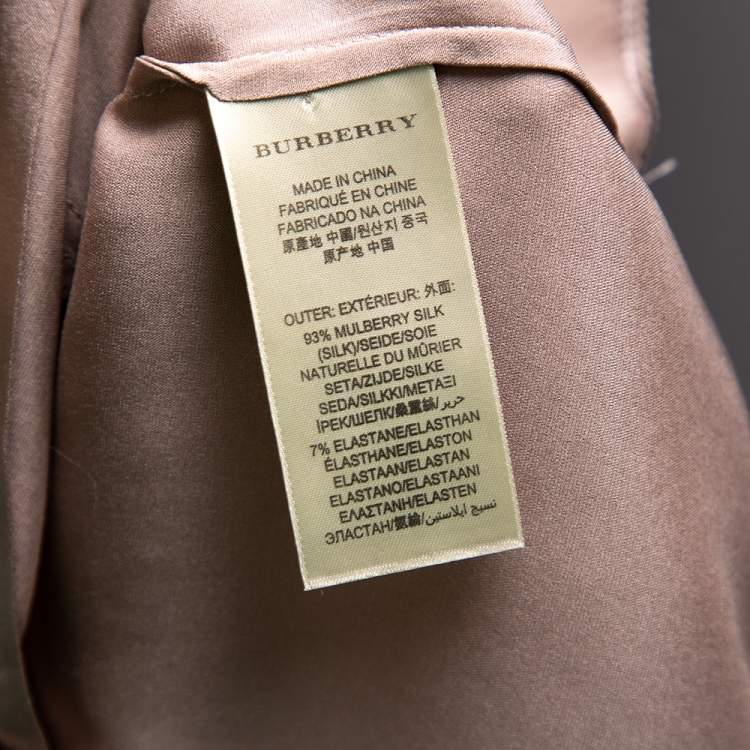 BURBERRY
MADE IN CHINA
FABRIQUÉ EN CHINE
FABRICADO NA CHINA
原產地 中國/원산지 중국
原产地 中国
OUTER: EXTÉRIEUR: 外面:
93% MULBERRY SILK
(SILK)/SEIDE/SOIE
NATURELLE DU MÛRIER
SETA/ZIJDE/SILKE
SEDA/SILKKI/METAΞI
İPEK/ШЕЛК/桑蠶絲/حرير
7% ELASTANE/ELASTHAN
ÉLASTHANE/ELASTON
ELASTAAN/ELASTAN
ELASTANO/ELASTAANI
ΕΛΑΣΤΑΝΗ/ELASTEN
ЭЛАСТАН/氨綸/نسيج ايلاستين